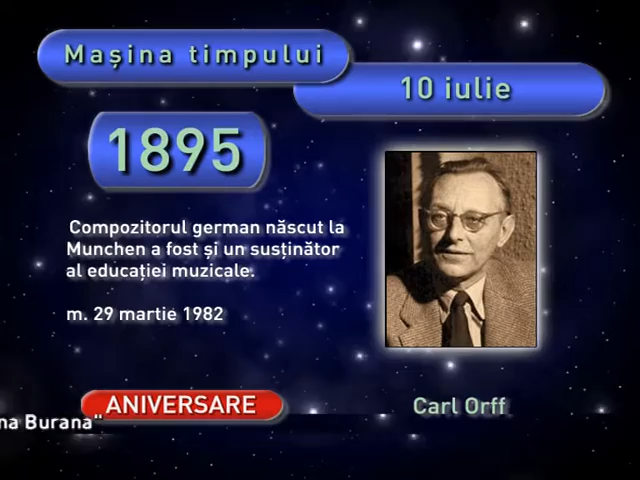 Mașina timpului
10 iulie
1895
Compozitorul german născut la
Munchen a fost și un susținător
al educației muzicale.
m. 29 martie 1982
ANIVERSARE
Carl Orff
na Burana"